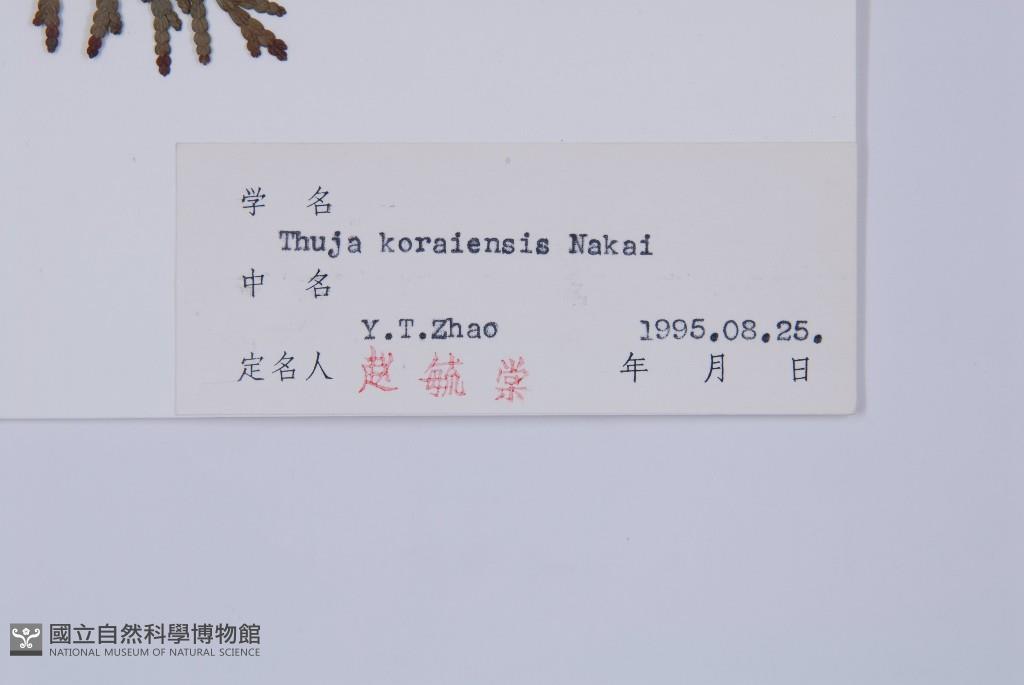 学 名
Thuja koraiensis Nakai
中 名
Y.T.Zhao 1995.08.25.
定名人 赵毓棠 年 月 日
國立自然科學博物館
NATIONAL MUSEUM OF NATURAL SCIENCE